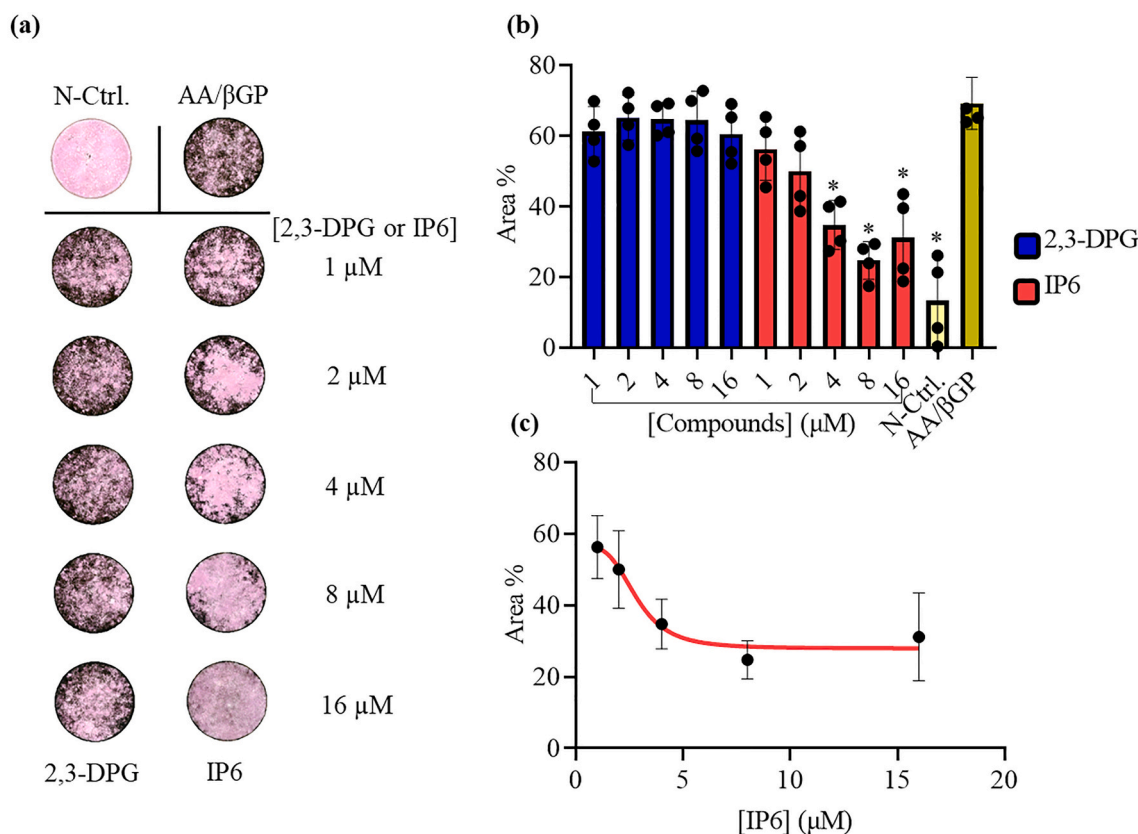 (a)
N-Ctrl.
AA/βGP
[2,3-DPG or IP6]
1 μM
2 μM
4 μM
8 μM
16 μM
2,3-DPG
IP6
(b)
Area %
80
60
40
20
0
* * * *
1 2 4 8 16 1 2 4 8 16 N-Ctrl. AA/βGP
[Compounds] (μM)
2,3-DPG
IP6
(c)
Area %
80
60
40
20
0
0 5 10 15 20
[IP6] (μM)